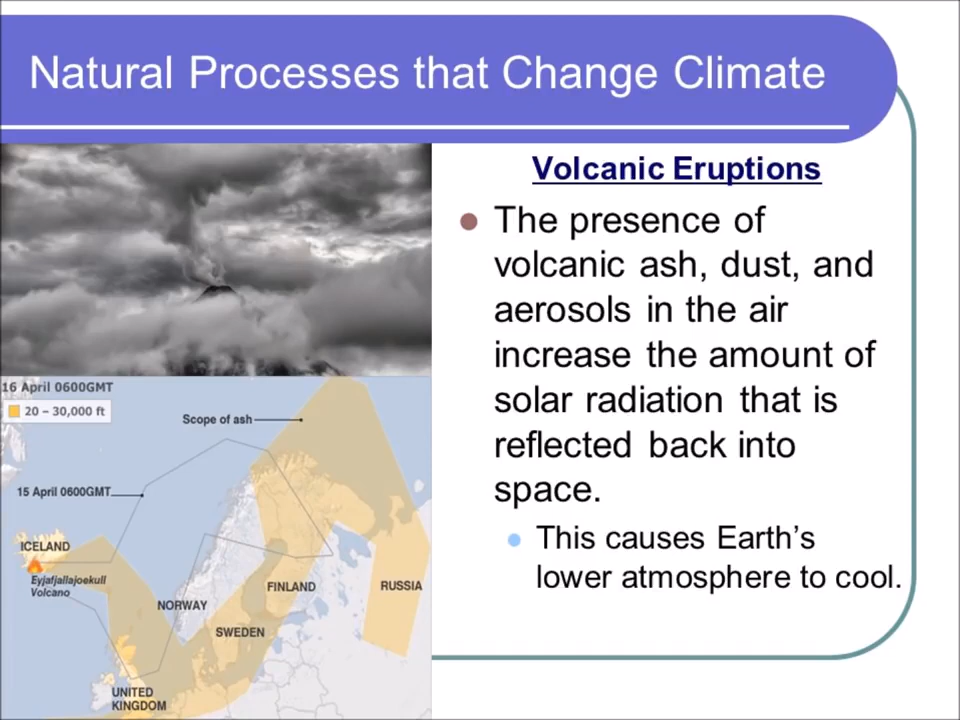 Natural Processes that Change Climate
Volcanic Eruptions
The presence of
volcanic ash, dust, and
aerosols in the air
increase the amount of
solar radiation that is
reflected back into
space.
This causes Earth's
lower atmosphere to cool.
16 April 0600GMT
20 – 30,000 ft
Scope of ash
15 April 0600GMT
ICELAND
Eyjafjallajoekull
Volcano
NORWAY
FINLAND
RUSSIA
SWEDEN
UNITED
KINGDOM